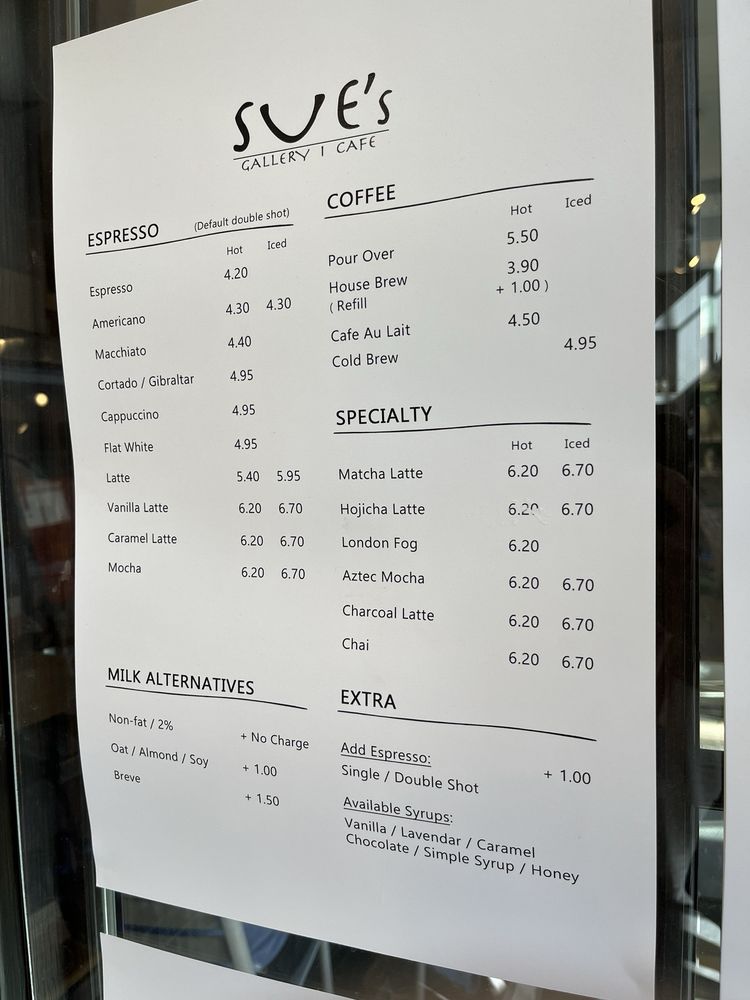 SUE's
GALLERY | CAFE
ESPRESSO (Default double shot)
Hot Iced
Espresso 4.20
Americano 4.30 4.30
Macchiato 4.40
Cortado / Gibraltar 4.95
Cappuccino 4.95
Flat White 4.95
Latte 5.40 5.95
Vanilla Latte 6.20 6.70
Caramel Latte 6.20 6.70
Mocha 6.20 6.70
MILK ALTERNATIVES
Non-fat / 2% + No Charge
Oat / Almond / Soy + 1.00
Breve + 1.50
COFFEE
Hot Iced
Pour Over 5.50
House Brew 3.90
( Refill + 1.00 )
Cafe Au Lait 4.50
Cold Brew 4.95
SPECIALTY
Hot Iced
Matcha Latte 6.20 6.70
Hojicha Latte 6.20 6.70
London Fog 6.20
Aztec Mocha 6.20 6.70
Charcoal Latte 6.20 6.70
Chai 6.20 6.70
EXTRA
Add Espresso:
Single / Double Shot + 1.00
Available Syrups:
Vanilla / Lavendar / Caramel
Chocolate / Simple Syrup / Honey